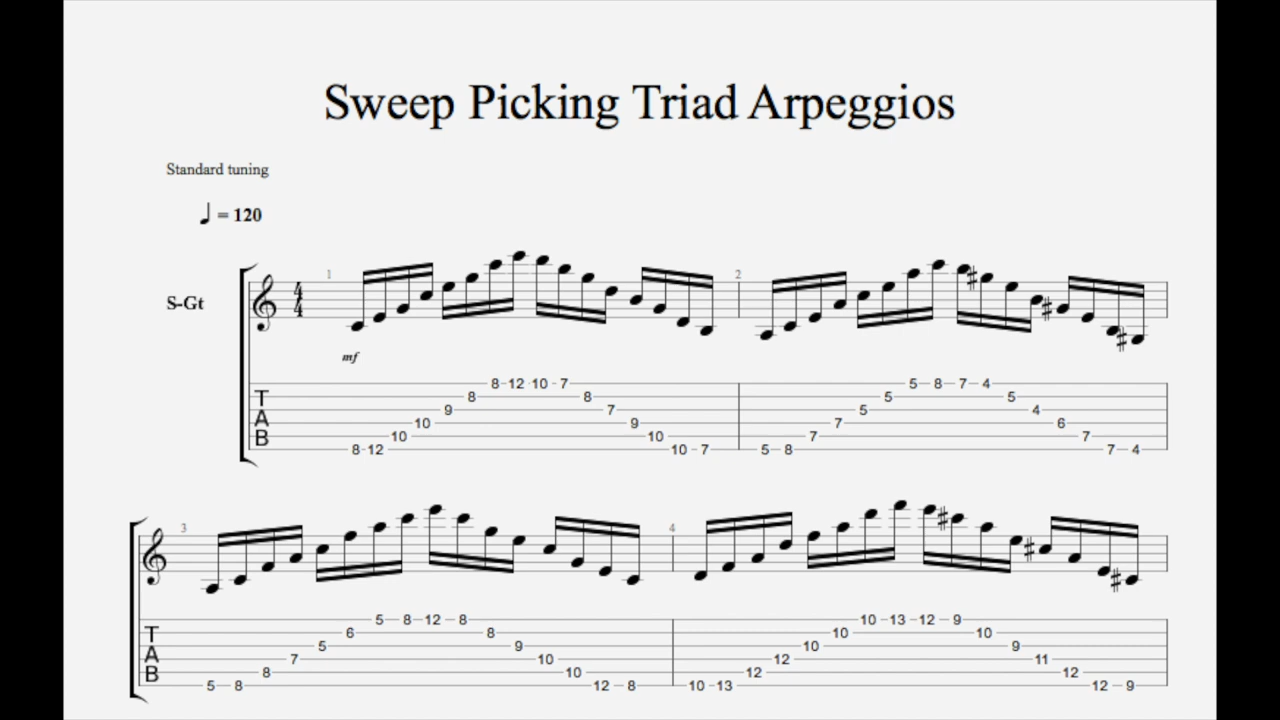 Sweep Picking Triad Arpeggios
Standard tuning
= 120
S-Gt
1
2
4
4
mf
T 8 12 10 7 5 8 7 4
8 8 5 5
A 9 7 5 4
10 9 7 6
B 10 10 7 7
8 12 10 7 5 8 7 4
3
4
5 8 12 8 10 13 12 9
T 6 8 10 10
5 9 10 9
A 7 10 12 11
B 8 10 12 12
5 8 12 8 10 13 12 9